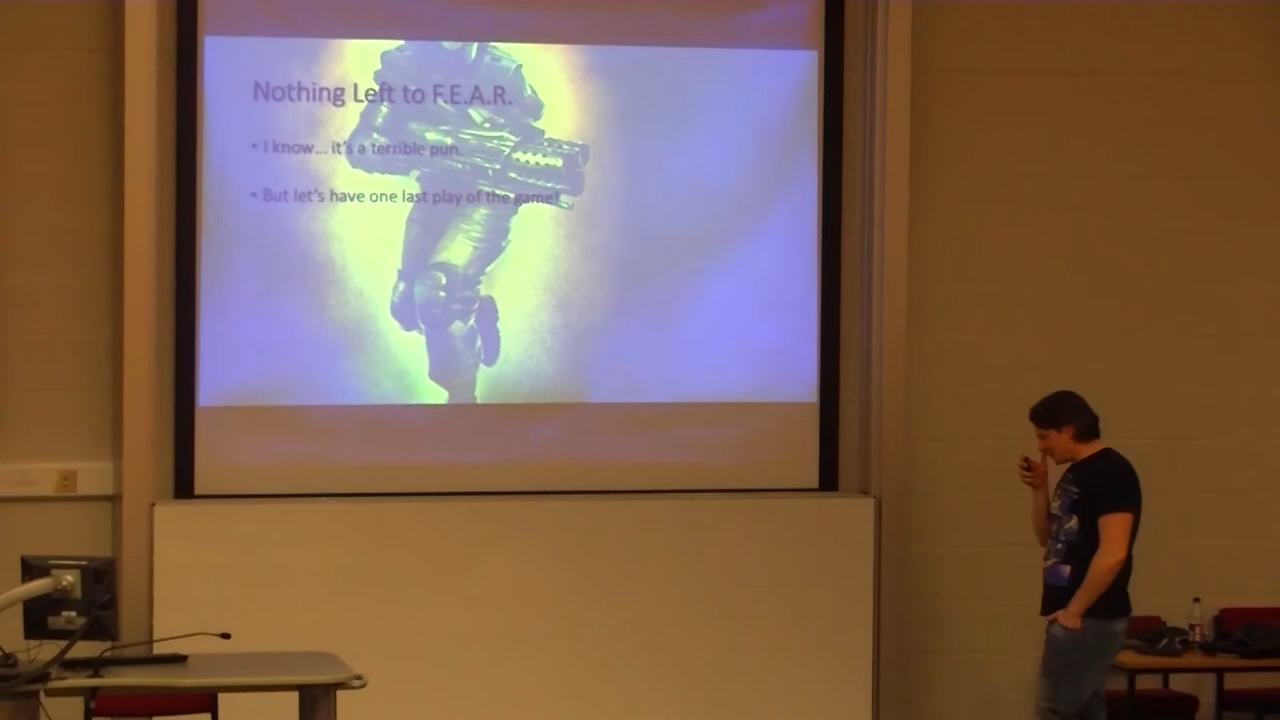 Nothing Left to F.E.A.R.
• I know... it's a terrible pun.
• But let's have one last play of the game!